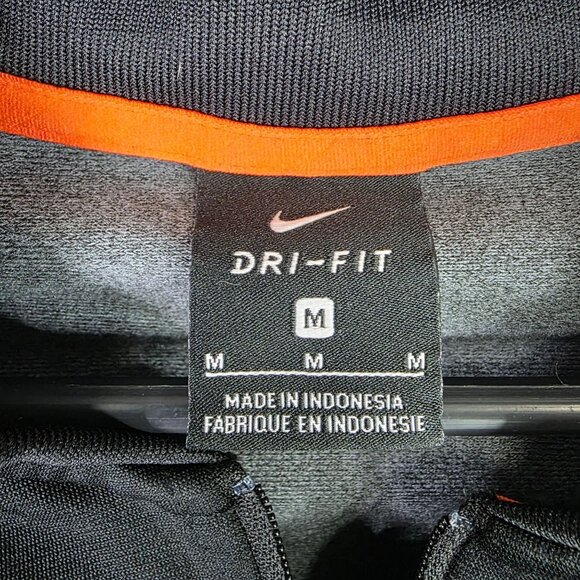 DRI-FIT
M
M M M
MADE IN INDONESIA
FABRIQUE EN INDONESIE